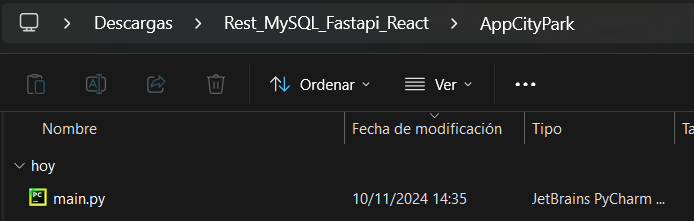 Descargas > Rest_MySQL_Fastapi_React > AppCityPark
Ordenar Ver
Nombre Fecha de modificación Tipo Ta
hoy
PC main.py 10/11/2024 14:35 JetBrains PyCharm ...